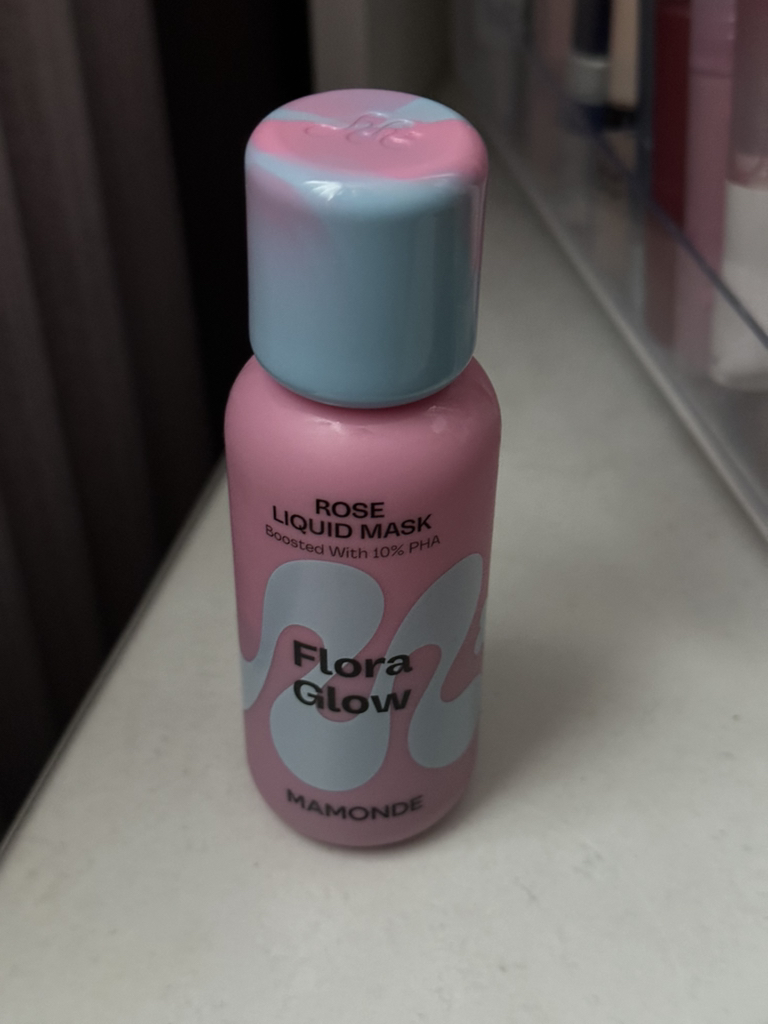 ROSE
LIQUID MASK
Boosted With 10% PHA
Flora
Glow
MAMONDE